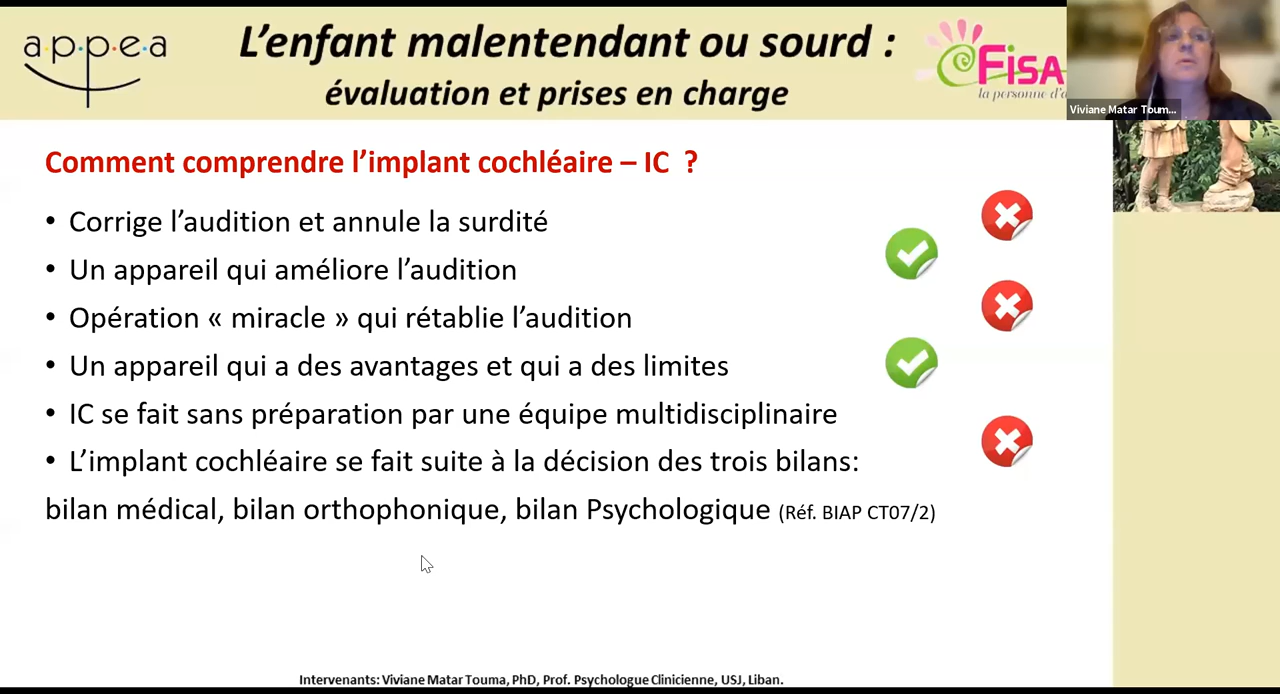 a·p·p·e·a
L'enfant malentendant ou sourd :
évaluation et prises en charge
FiSA
la personne d'a
Viviane Matar Toum...
Comment comprendre l'implant cochléaire – IC ?
• Corrige l'audition et annule la surdité
• Un appareil qui améliore l'audition
• Opération « miracle » qui rétablie l'audition
• Un appareil qui a des avantages et qui a des limites
• IC se fait sans préparation par une équipe multidisciplinaire
• L'implant cochléaire se fait suite à la décision des trois bilans:
bilan médical, bilan orthophonique, bilan Psychologique (Réf. BIAP CT07/2)
Intervenants: Viviane Matar Touma, PhD, Prof. Psychologue Clinicienne, USJ, Liban.